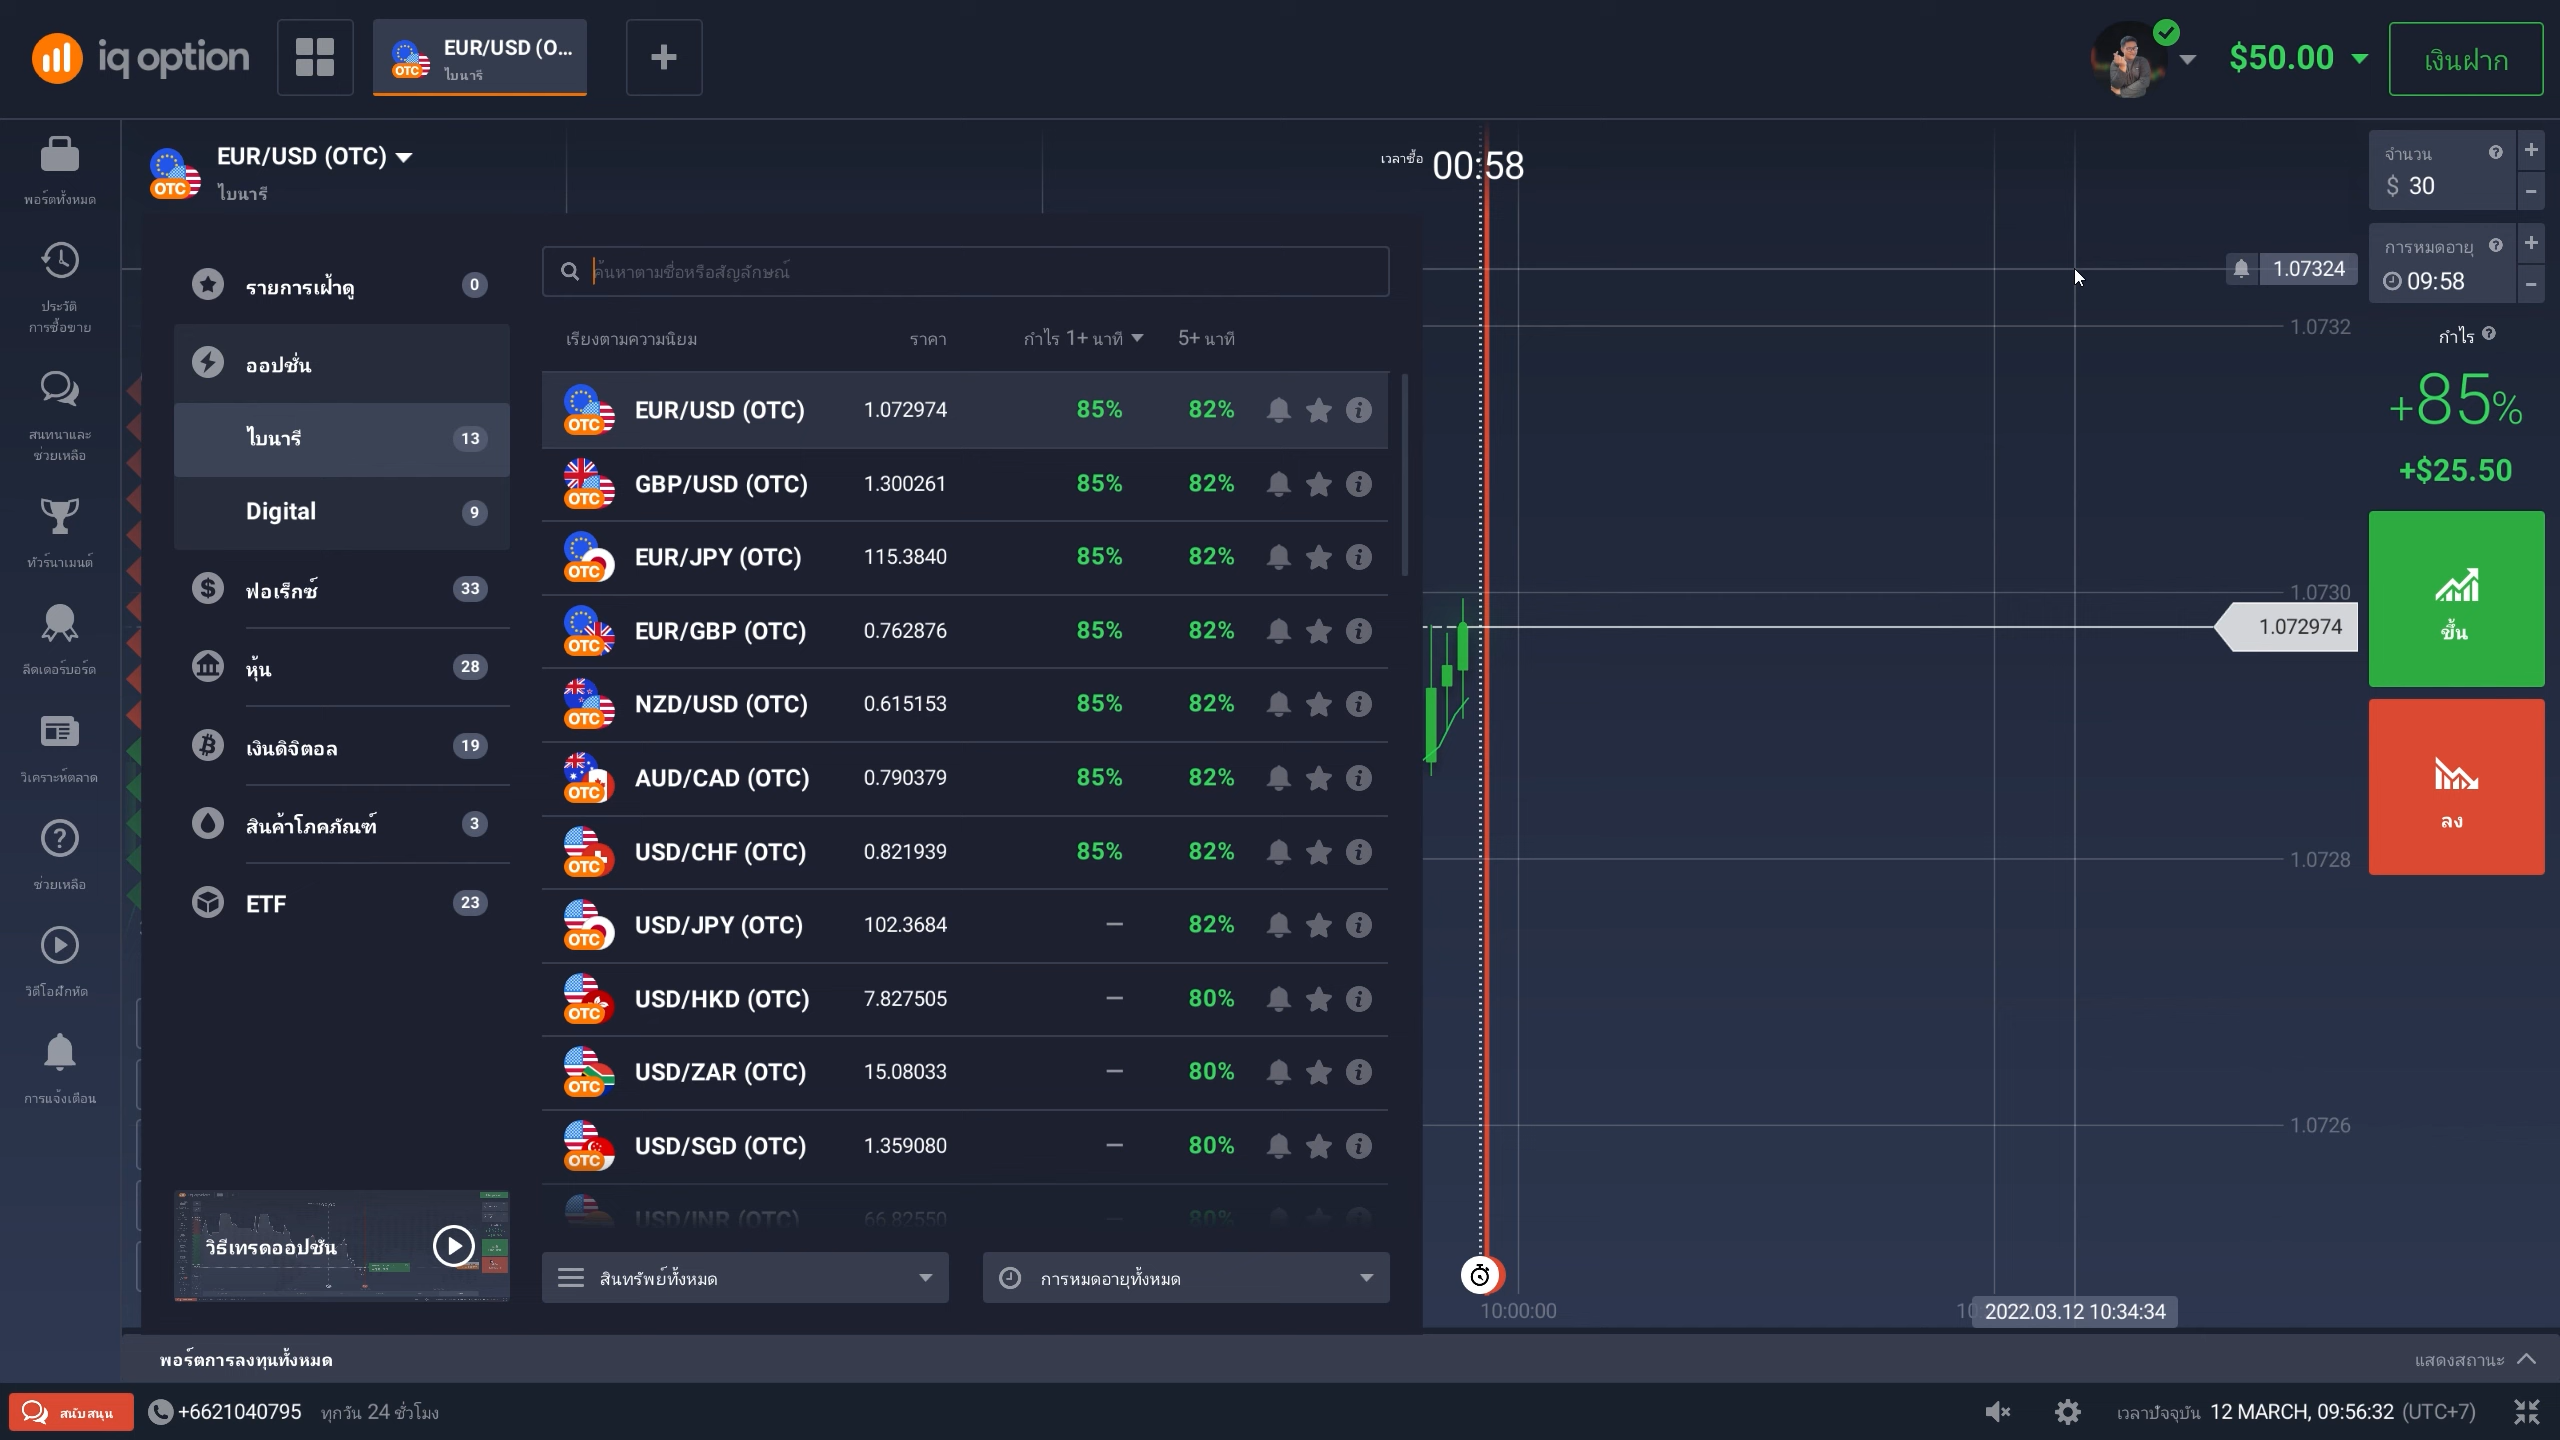 iq option
EUR/USD (O...
ไบนารี
$50.00
เงินฝาก
พอร์ตทั้งหมด
ประวัติ
การซื้อขาย
สนทนาและ
ช่วยเหลือ
ทัวร์นาเมนต์
ลีดเดอร์บอร์ด
วิเคราะห์ตลาด
ช่วยเหลือ
วิดีโอฝึกหัด
การแจ้งเตือน
EUR/USD (OTC)
ไบนารี
OTC
เวลาซื้อ 00:58
รายการเฝ้าดู 0
ออปชั่น
ไบนารี 13
Digital 9
ฟอเร็กซ์ 33
หุ้น 28
เงินดิจิตอล 19
สินค้าโภคภัณฑ์ 3
ETF 23
วิธีเทรดออปชัน
ค้นหาตามชื่อหรือสัญลักษณ์
เรียงตามความนิยม ราคา กำไร 1+ นาที 5+ นาที
OTC EUR/USD (OTC) 1.072974 85% 82%
OTC GBP/USD (OTC) 1.300261 85% 82%
OTC EUR/JPY (OTC) 115.3840 85% 82%
OTC EUR/GBP (OTC) 0.762876 85% 82%
OTC NZD/USD (OTC) 0.615153 85% 82%
OTC AUD/CAD (OTC) 0.790379 85% 82%
OTC USD/CHF (OTC) 0.821939 85% 82%
OTC USD/JPY (OTC) 102.3684 – 82%
OTC USD/HKD (OTC) 7.827505 – 80%
OTC USD/ZAR (OTC) 15.08033 – 80%
OTC USD/SGD (OTC) 1.359080 – 80%
USD/INR (OTC) 66.82550 – 80%
สินทรัพย์ทั้งหมด
การหมดอายุทั้งหมด
1.07324
1.0732
1.0730
1.072974
1.0728
1.0726
10:00:00
2022.03.12 10:34:34
จำนวน
$ 30
การหมดอายุ
09:58
กำไร
+85%
+$25.50
ขึ้น
ลง
พอร์ตการลงทุนทั้งหมด
แสดงสถานะ
สนับสนุน
+6621040795 ทุกวัน 24 ชั่วโมง
เวลาปัจจุบัน 12 MARCH, 09:56:32 (UTC+7)